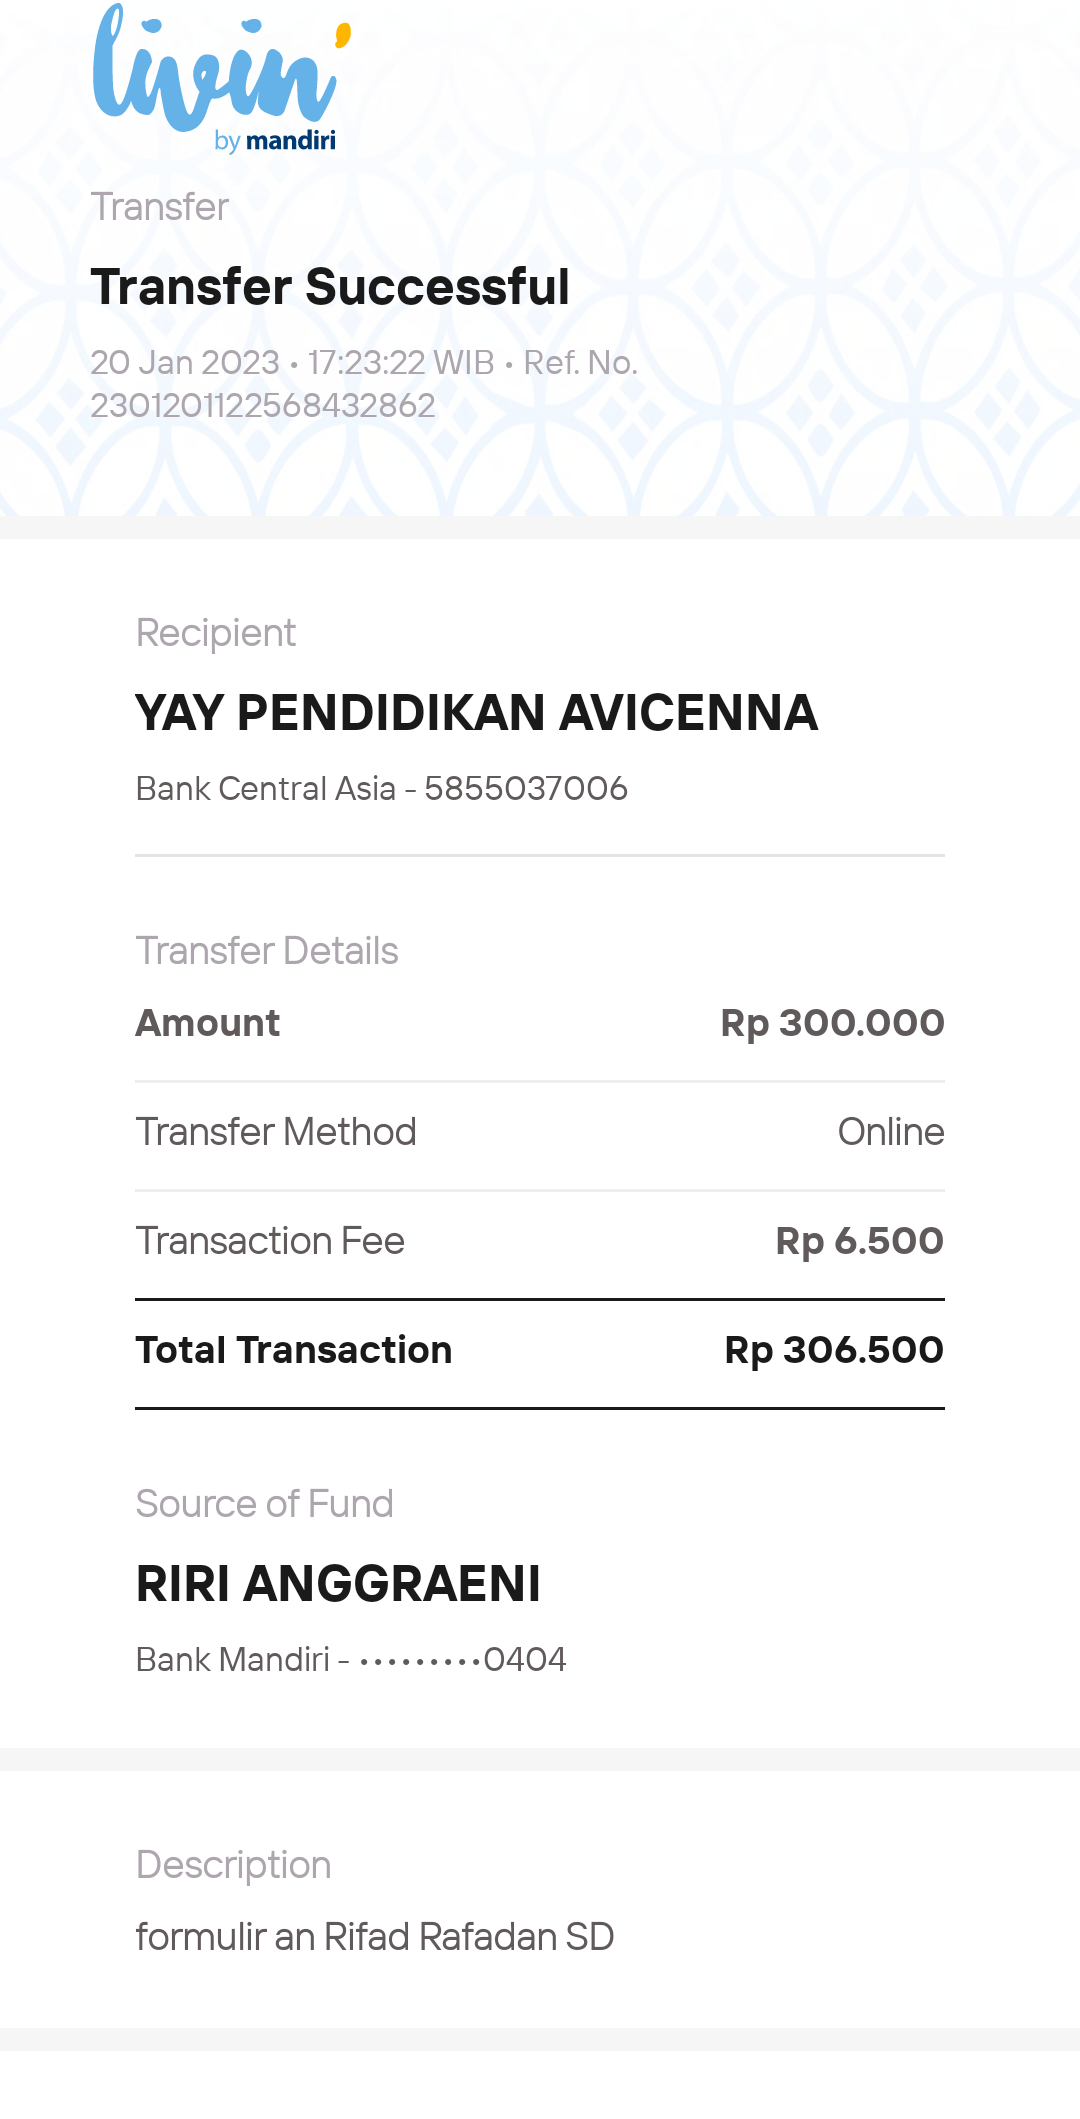 livin'
by mandiri
Transfer
Transfer Successful
20 Jan 2023 • 17:23:22 WIB • Ref. No.
2301201122568432862
Recipient
YAY PENDIDIKAN AVICENNA
Bank Central Asia - 5855037006
Transfer Details
Amount Rp 300.000
Transfer Method Online
Transaction Fee Rp 6.500
Total Transaction Rp 306.500
Source of Fund
RIRI ANGGRAENI
Bank Mandiri - •••••••••0404
Description
formulir an Rifad Rafadan SD